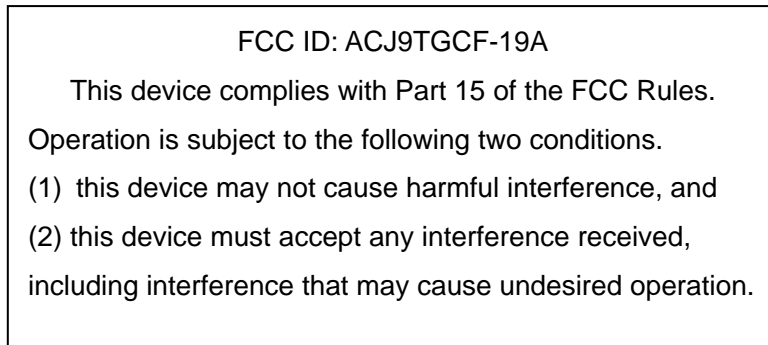 FCC ID: ACJ9TGCF-19A
This device complies with Part 15 of the FCC Rules.
Operation is subject to the following two conditions.
(1) this device may not cause harmful interference, and
(2) this device must accept any interference received,
including interference that may cause undesired operation.